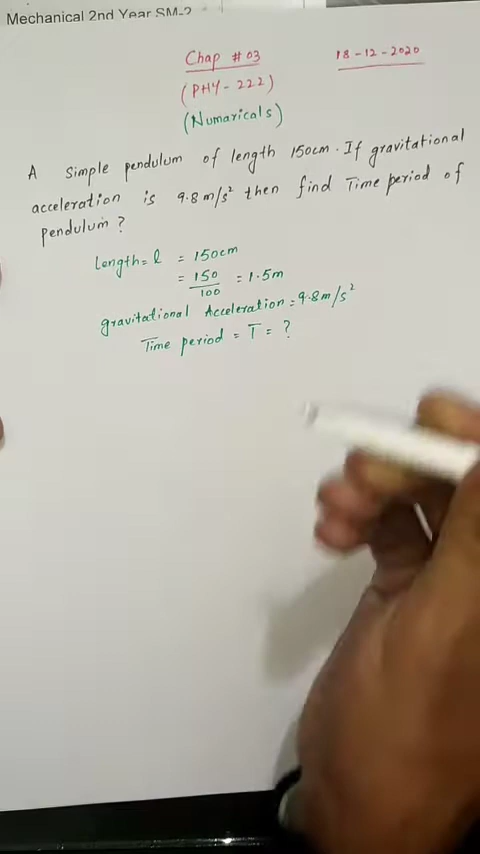 Mechanical 2nd Year SM-2
Chap # 03
18-12-2020
(PHY-222)
(Numaricals)
A Simple pendulum of length 150cm. If gravitational
acceleration is 9.8 m/s² then find Time period of
pendulum?
Length = l = 150cm
= 150/100 = 1.5m
gravitational Acceleration = 9.8m/s²
Time period = T = ?